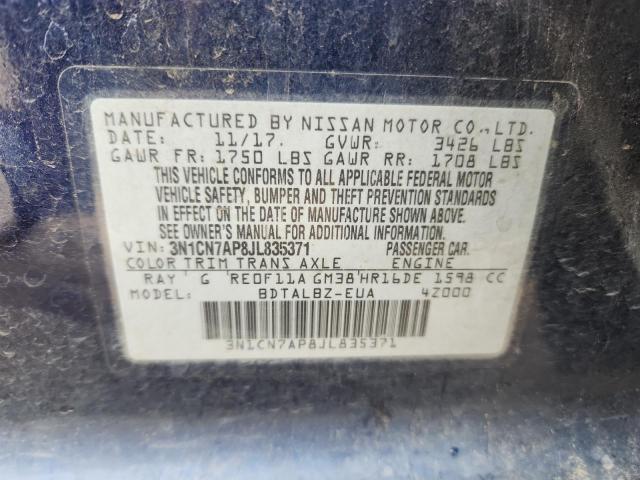 MANUFACTURED BY NISSAN MOTOR CO., LTD.
DATE: 11/17. GVWR: 3426 LBS
GAWR FR: 1750 LBS GAWR RR: 1708 LBS
THIS VEHICLE CONFORMS TO ALL APPLICABLE FEDERAL MOTOR
VEHICLE SAFETY, BUMPER AND THEFT PREVENTION STANDARDS
IN EFFECT ON THE DATE OF MANUFACTURE SHOWN ABOVE.
SEE OWNER'S MANUAL FOR ADDITIONAL INFORMATION.
VIN: 3N1CN7AP8JL835371 PASSENGER CAR.
COLOR TRIM TRANS AXLE ENGINE
RAY G RE0F11A GM38 HR16DE 1598 CC
MODEL: BDTALBZ-EUA 4Z000
3N1CN7AP8JL835371